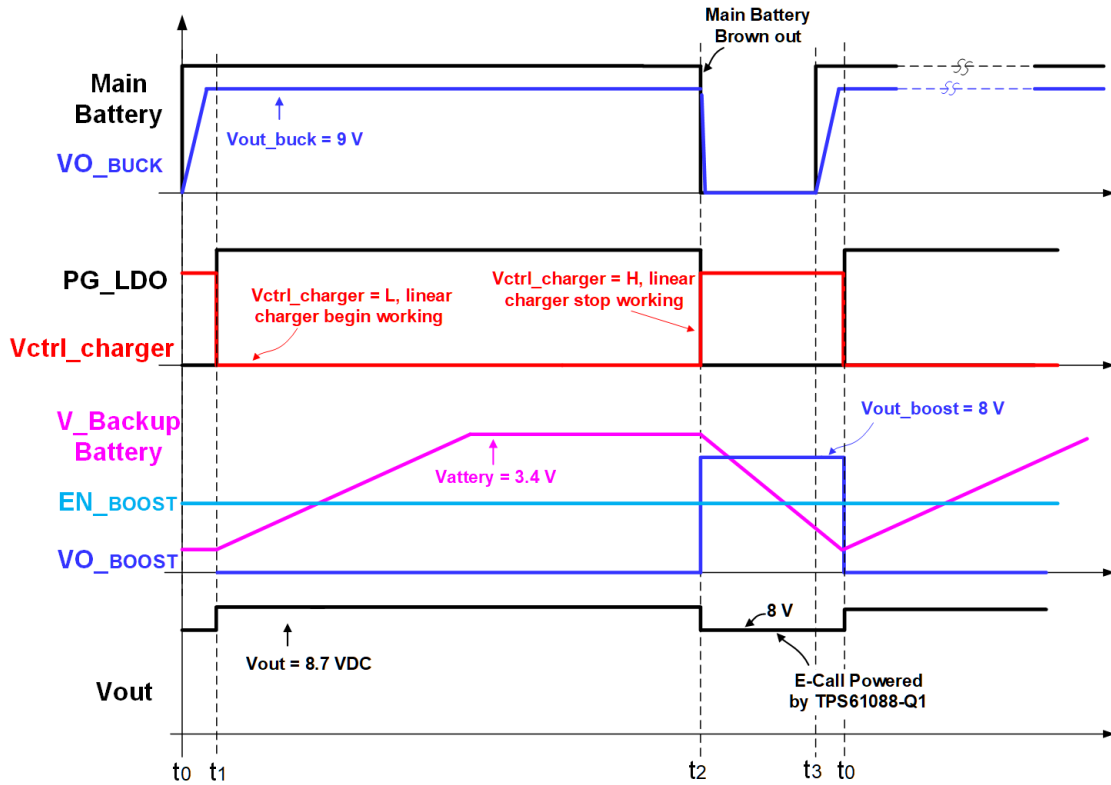 Main Battery
Brown out
Main
Battery
Vout_buck = 9 V
VO_BUCK
PG_LDO
Vctrl_charger = L, linear
charger begin working
Vctrl_charger = H, linear
charger stop working
Vctrl_charger
V_Backup
Battery
Vout_boost = 8 V
Vattery = 3.4 V
EN_BOOST
VO_BOOST
8 V
Vout = 8.7 VDC
E-Call Powered
by TPS61088-Q1
Vout
t0 t1 t2 t3 t0